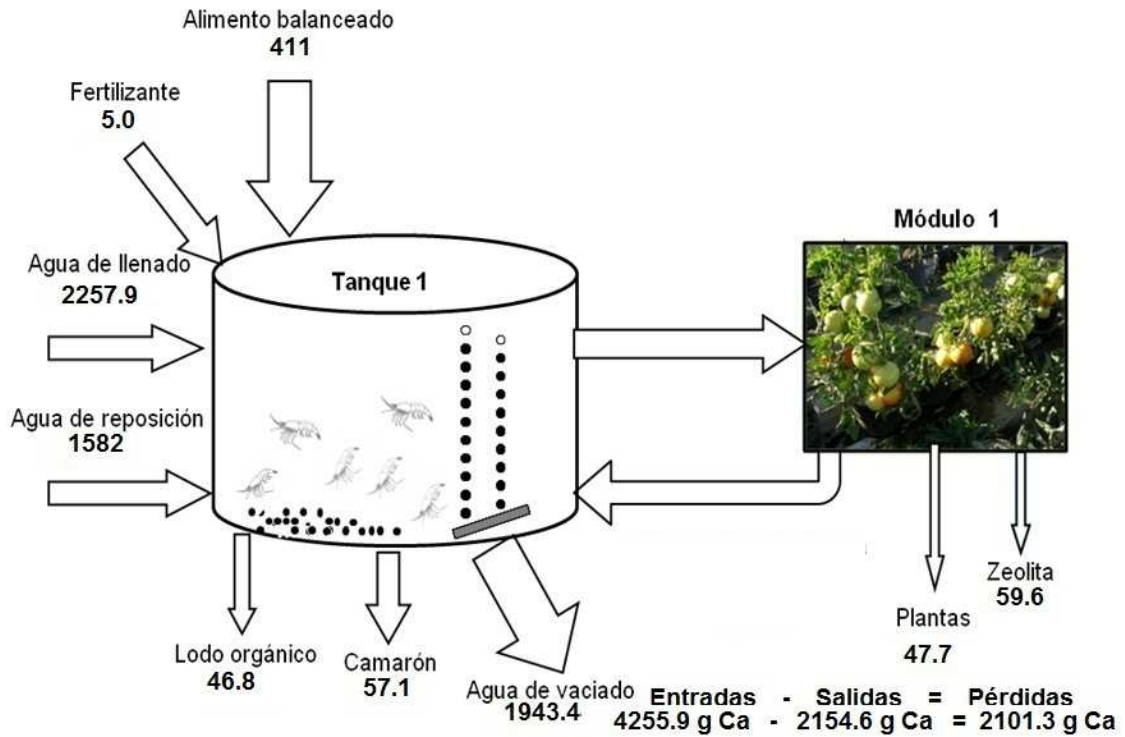 Alimento balanceado
411
Fertilizante
5.0
Agua de llenado
2257.9
Agua de reposición
1582
Tanque 1
Módulo 1
Lodo orgánico
46.8
Camarón
57.1
Agua de vaciado
1943.4
Plantas
47.7
Zeolita
59.6
Entradas - Salidas = Pérdidas
4255.9 g Ca - 2154.6 g Ca = 2101.3 g Ca